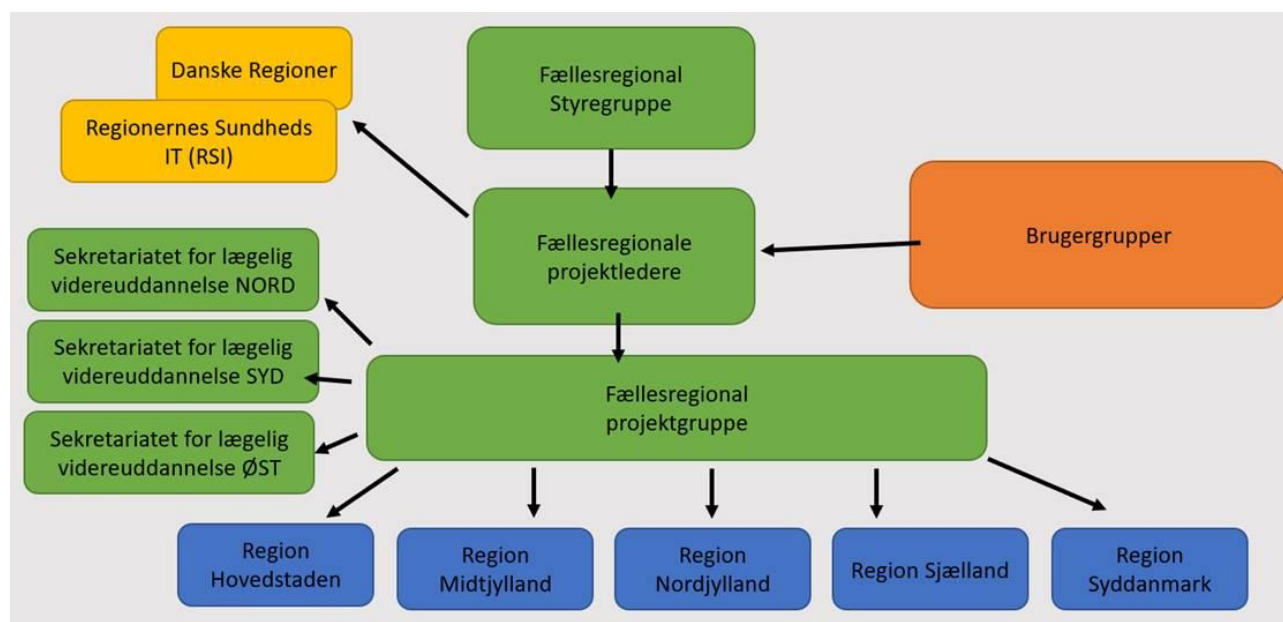 Danske Regioner
Regionernes Sundheds
IT (RSI)
Fællesregional
Styregruppe
Fællesregionale
projektledere
Brugergrupper
Sekretariatet for lægelig
videreuddannelse NORD
Sekretariatet for lægelig
videreuddannelse SYD
Sekretariatet for lægelig
videreuddannelse ØST
Fællesregional
projektgruppe
Region
Hovedstaden
Region
Midtjylland
Region
Nordjylland
Region Sjælland
Region
Syddanmark